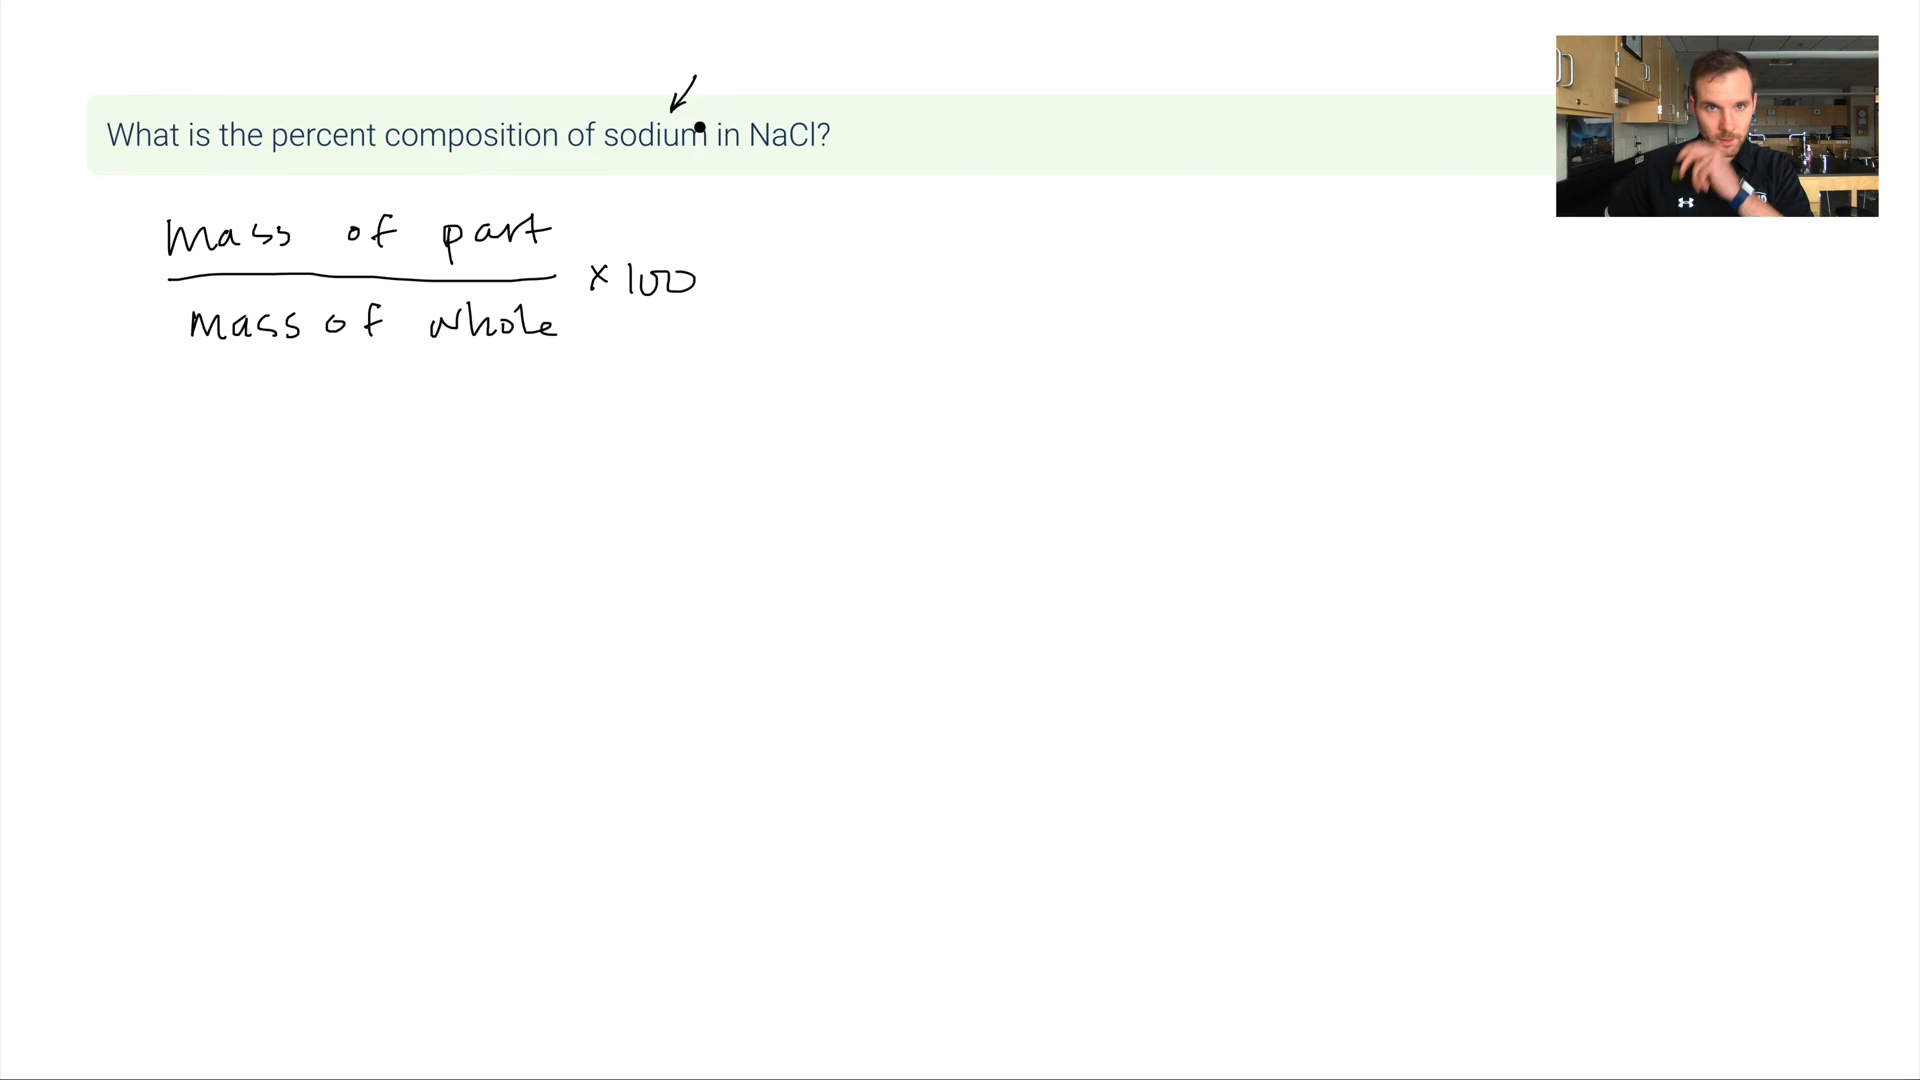 What is the percent composition of sodium in NaCl?
mass of part
× 100
mass of whole